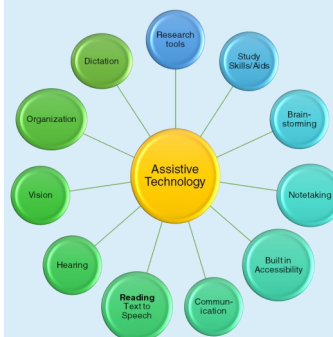 Research
tools
Study
Skills/Aids
Brain-
storming
Notetaking
Built in
Accessibility
Commun-
ication
Reading
Text to
Speech
Hearing
Vision
Organization
Dictation
Assistive
Technology